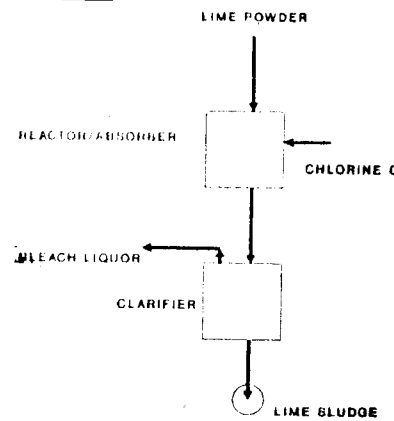 LIME POWDER
REACTOR/ABSORBER
CHLORINE G
BLEACH LIQUOR
CLARIFIER
LIME SLUDGE